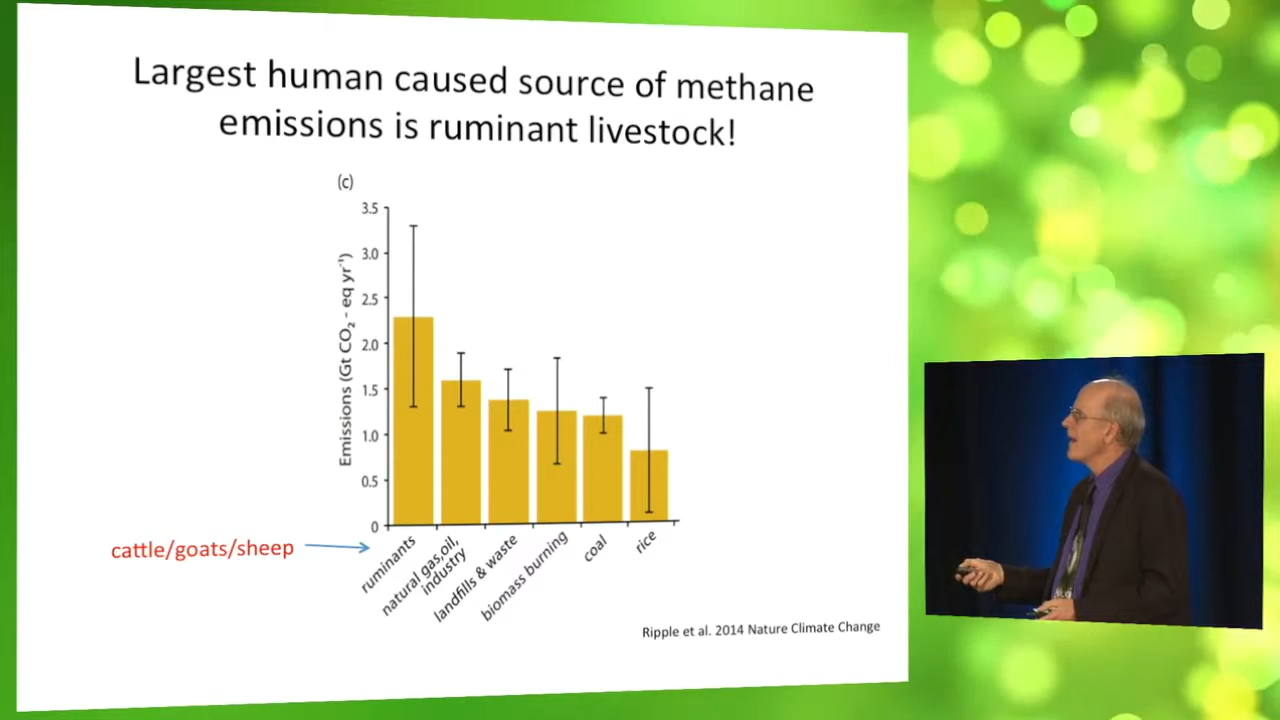 Largest human caused source of methane
emissions is ruminant livestock!
(c)
Emissions (Gt CO₂ - eq yr⁻¹)
3.5
3.0
2.5
2.0
1.5
1.0
0.5
0
cattle/goats/sheep
ruminants
natural gas,oil,
industry
landfills & waste
biomass burning
coal
rice
Ripple et al. 2014 Nature Climate Change